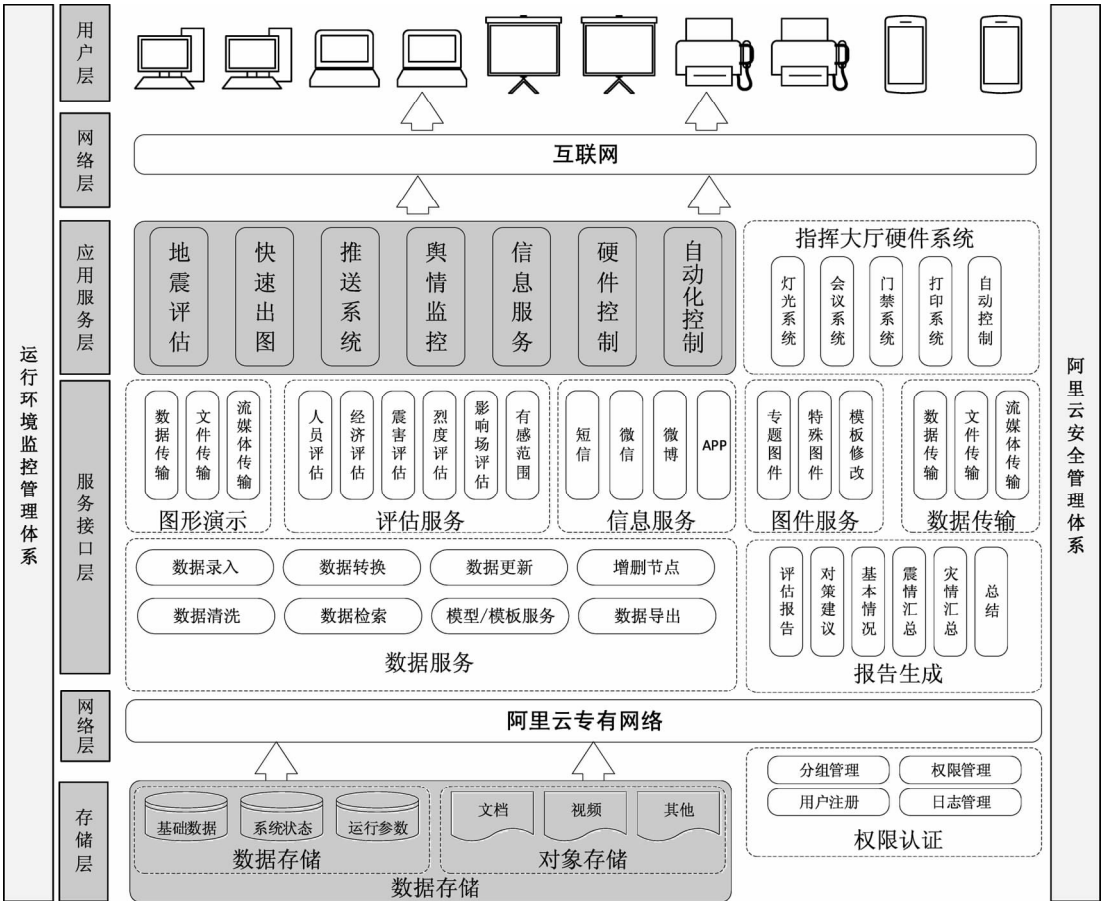 用户层
网络层
互联网
应用服务层
地震评估
快速出图
推送系统
舆情监控
信息服务
硬件控制
自动化控制
指挥大厅硬件系统
灯光系统
会议系统
门禁系统
打印系统
自动控制
运行环境监控管理体系
阿里云安全管理体系
服务接口层
数据传输
文件传输
流媒体传输
图形演示
人员评估
经济评估
震害评估
烈度评估
影响场评估
有感范围
评估服务
短信
微信
微博
APP
信息服务
专题图件
特殊图件
模板修改
图件服务
数据传输
文件传输
流媒体传输
数据传输
数据录入
数据转换
数据更新
增删节点
数据清洗
数据检索
模型/模板服务
数据导出
数据服务
评估报告
对策建议
基本情况
震情汇总
灾情汇总
总结
报告生成
网络层
阿里云专有网络
存储层
基础数据
系统状态
运行参数
数据存储
文档
视频
其他
对象存储
数据存储
分组管理
权限管理
用户注册
日志管理
权限认证